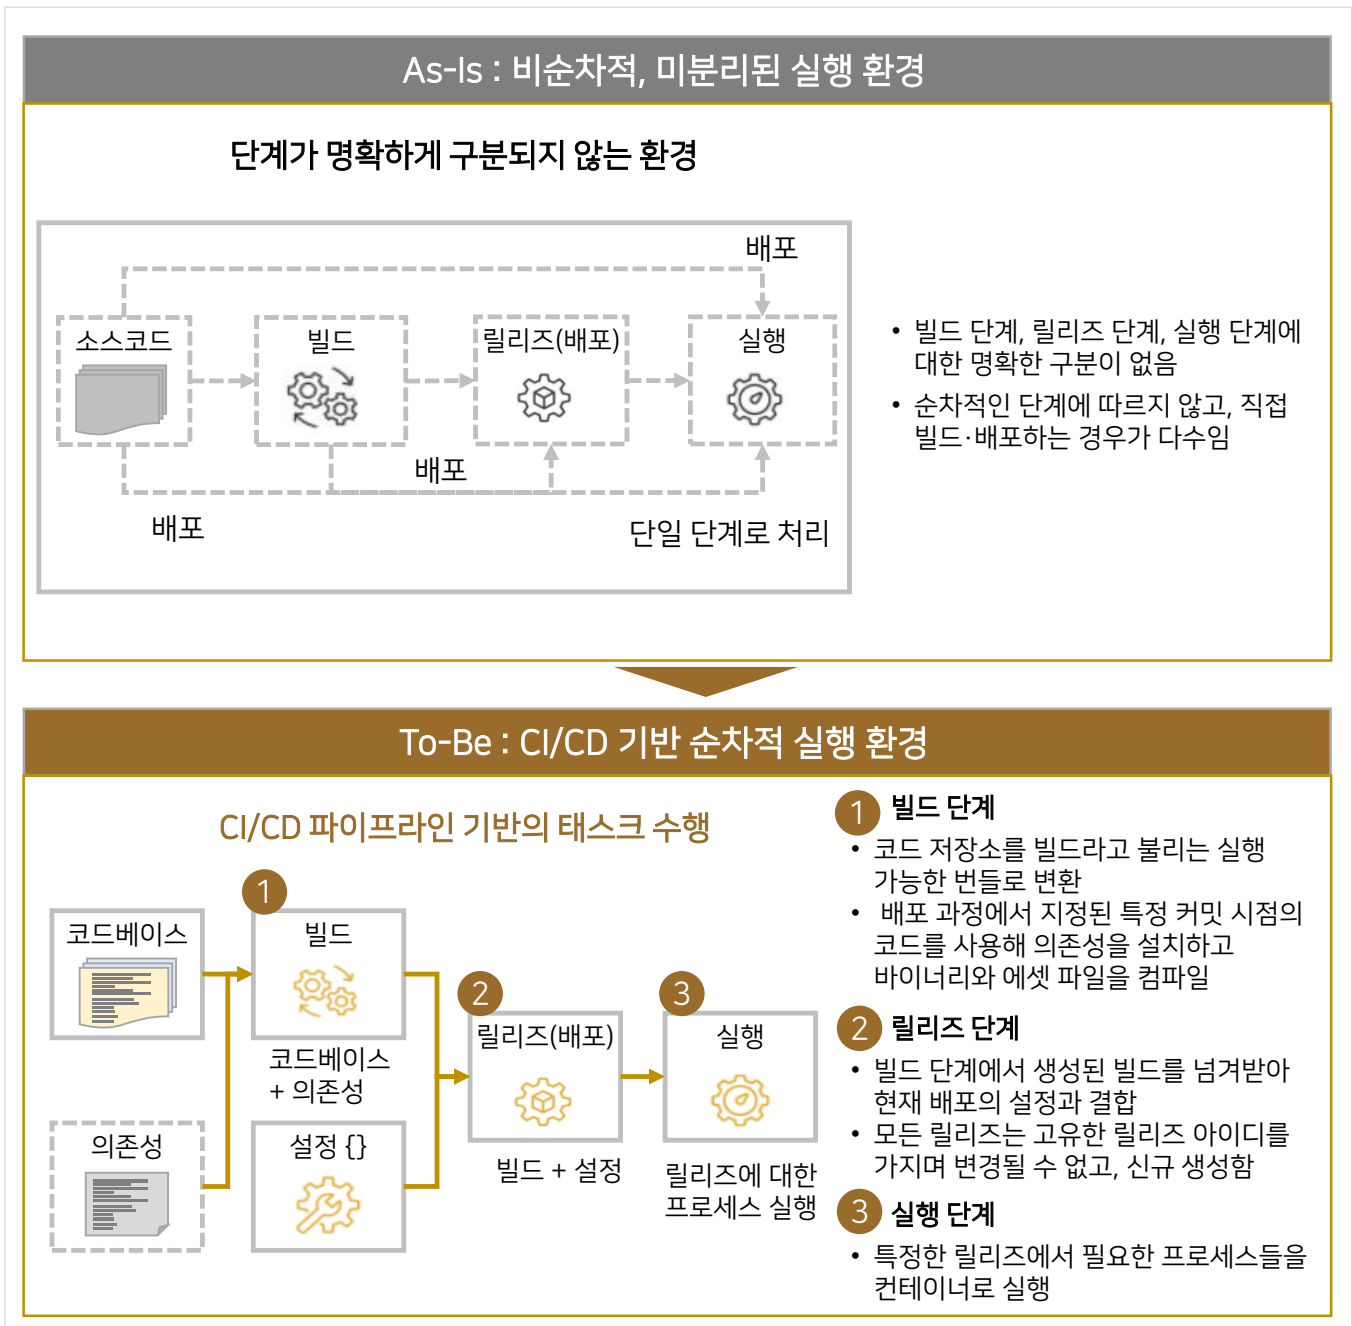 As-Is : 비순차적, 미분리된 실행 환경
단계가 명확하게 구분되지 않는 환경
배포
소스코드
빌드
릴리즈(배포)
실행
배포
배포
단일 단계로 처리
• 빌드 단계, 릴리즈 단계, 실행 단계에
대한 명확한 구분이 없음
• 순차적인 단계에 따르지 않고, 직접
빌드·배포하는 경우가 다수임
To-Be : CI/CD 기반 순차적 실행 환경
CI/CD 파이프라인 기반의 태스크 수행
코드베이스
1
빌드
코드베이스
+ 의존성
의존성
설정 {}
2
릴리즈(배포)
빌드 + 설정
3
실행
릴리즈에 대한
프로세스 실행
1 빌드 단계
• 코드 저장소를 빌드라고 불리는 실행
가능한 번들로 변환
• 배포 과정에서 지정된 특정 커밋 시점의
코드를 사용해 의존성을 설치하고
바이너리와 에셋 파일을 컴파일
2 릴리즈 단계
• 빌드 단계에서 생성된 빌드를 넘겨받아
현재 배포의 설정과 결합
• 모든 릴리즈는 고유한 릴리즈 아이디를
가지며 변경될 수 없고, 신규 생성함
3 실행 단계
• 특정한 릴리즈에서 필요한 프로세스들을
컨테이너로 실행